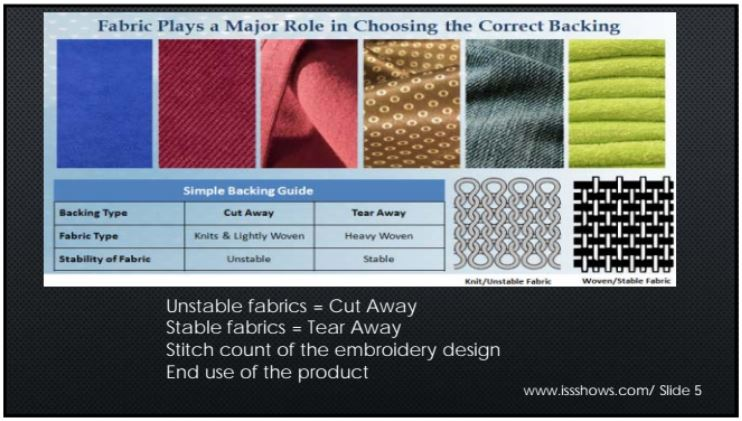 Fabric Plays a Major Role in Choosing the Correct Backing
Simple Backing Guide
Backing Type Cut Away Tear Away
Fabric Type Knits & Lightly Woven Heavy Woven
Stability of Fabric Unstable Stable
Knit/Unstable Fabric Woven/Stable Fabric
Unstable fabrics = Cut Away
Stable fabrics = Tear Away
Stitch count of the embroidery design
End use of the product
www.issshows.com/ Slide 5